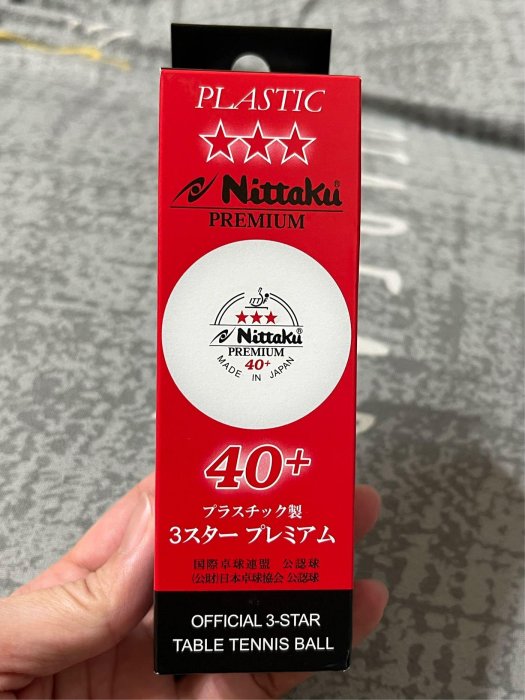 PLASTIC
Nittaku®
PREMIUM
ITTF
Nittaku®
PREMIUM
40+
MADE IN JAPAN
40+
プラスチック製
3スター プレミアム
国際卓球連盟 公認球
(公財)日本卓球協会 公認球
OFFICIAL 3-STAR
TABLE TENNIS BALL